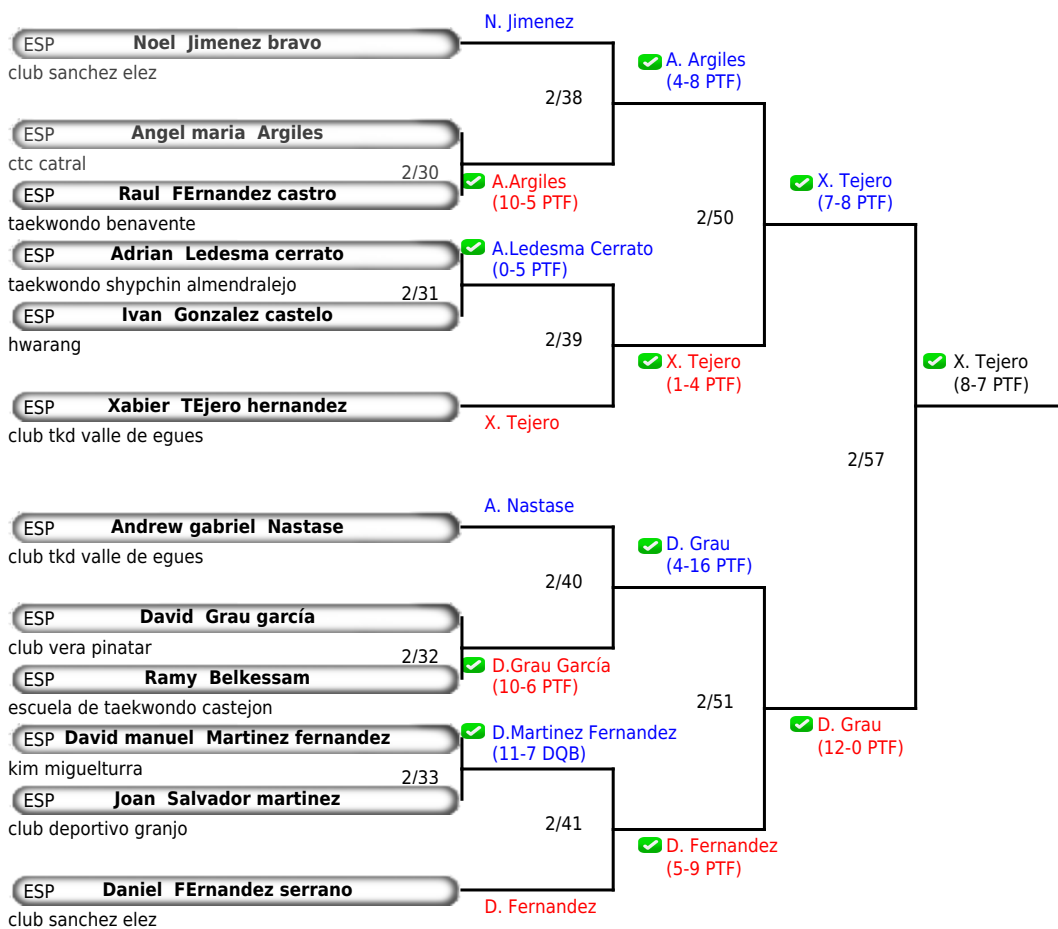 N. Jimenez
ESP Noel Jimenez bravo
club sanchez elez
A. Argiles
(4-8 PTF)
2/38
ESP Angel maria Argiles
ctc catral
2/30
A.Argiles
(10-5 PTF)
ESP Raul FErnandez castro
taekwondo benavente
X. Tejero
(7-8 PTF)
2/50
ESP Adrian Ledesma cerrato
A.Ledesma Cerrato
(0-5 PTF)
taekwondo shypchin almendralejo
2/31
ESP Ivan Gonzalez castelo
hwarang
2/39
X. Tejero
(1-4 PTF)
X. Tejero
(8-7 PTF)
ESP Xabier TEjero hernandez
X. Tejero
club tkd valle de egues
2/57
A. Nastase
ESP Andrew gabriel Nastase
club tkd valle de egues
D. Grau
(4-16 PTF)
2/40
ESP David Grau garcía
club vera pinatar
2/32
D.Grau García
(10-6 PTF)
ESP Ramy Belkessam
escuela de taekwondo castejon
2/51
D. Grau
(12-0 PTF)
ESP David manuel Martinez fernandez
D.Martinez Fernandez
(11-7 DQB)
kim miguelturra
2/33
ESP Joan Salvador martinez
club deportivo granjo
2/41
D. Fernandez
(5-9 PTF)
ESP Daniel FErnandez serrano
D. Fernandez
club sanchez elez